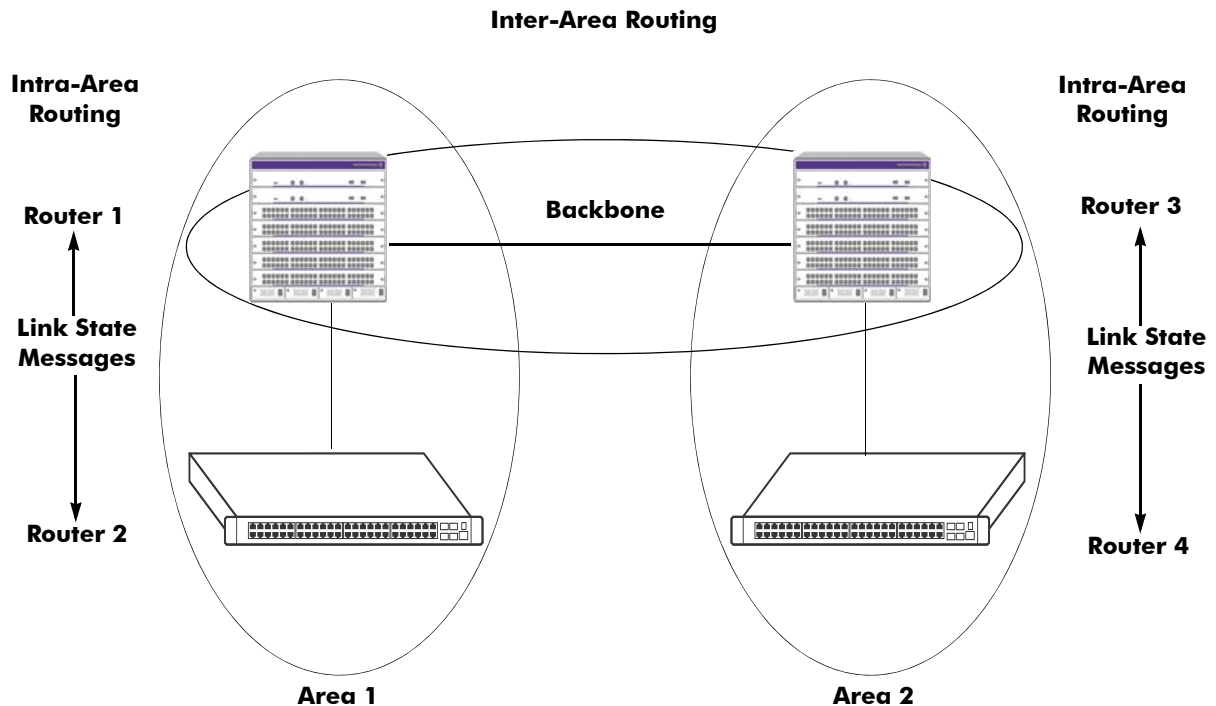 Inter-Area Routing
Intra-Area
Routing
Intra-Area
Routing
Router 1
Backbone
Router 3
Link State
Messages
Link State
Messages
Router 2
Router 4
Area 1
Area 2